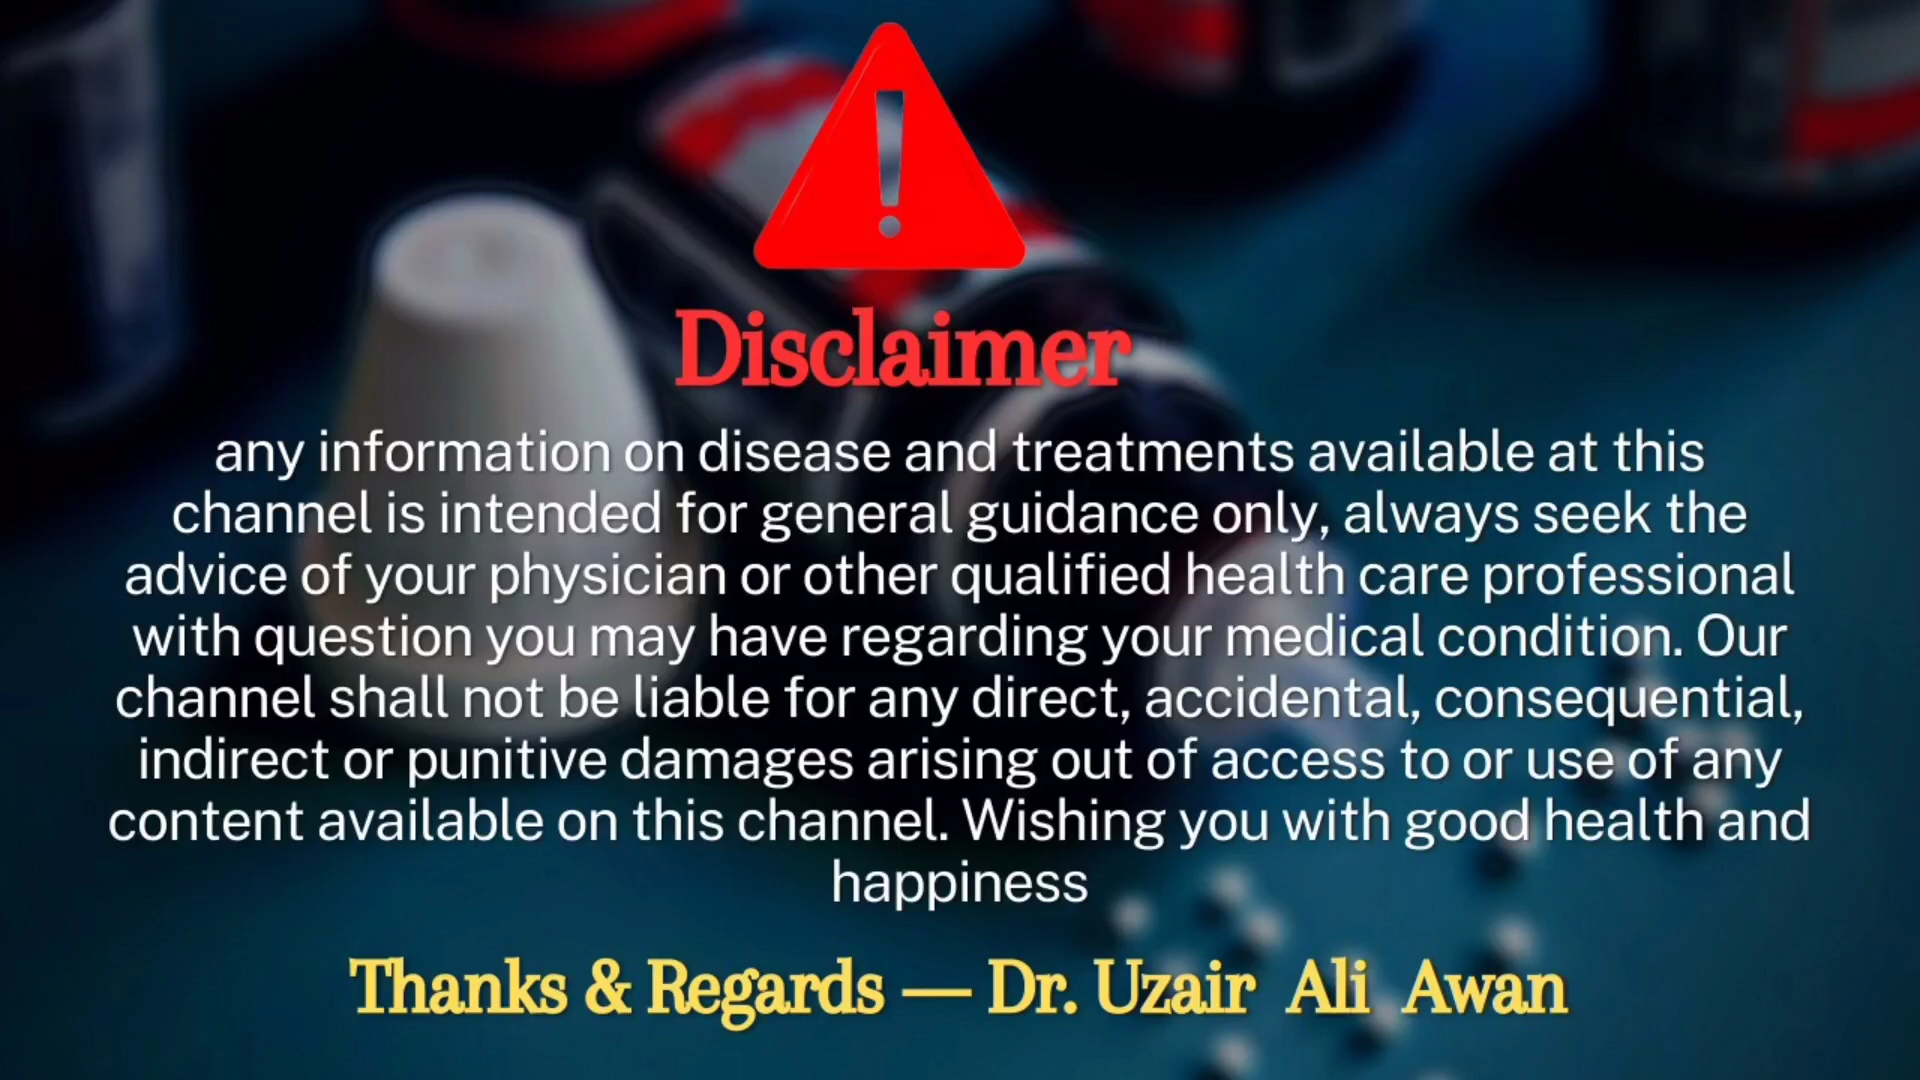 Disclaimer
any information on disease and treatments available at this
channel is intended for general guidance only, always seek the
advice of your physician or other qualified health care professional
with question you may have regarding your medical condition. Our
channel shall not be liable for any direct, accidental, consequential,
indirect or punitive damages arising out of access to or use of any
content available on this channel. Wishing you with good health and
happiness
Thanks & Regards — Dr. Uzair Ali Awan